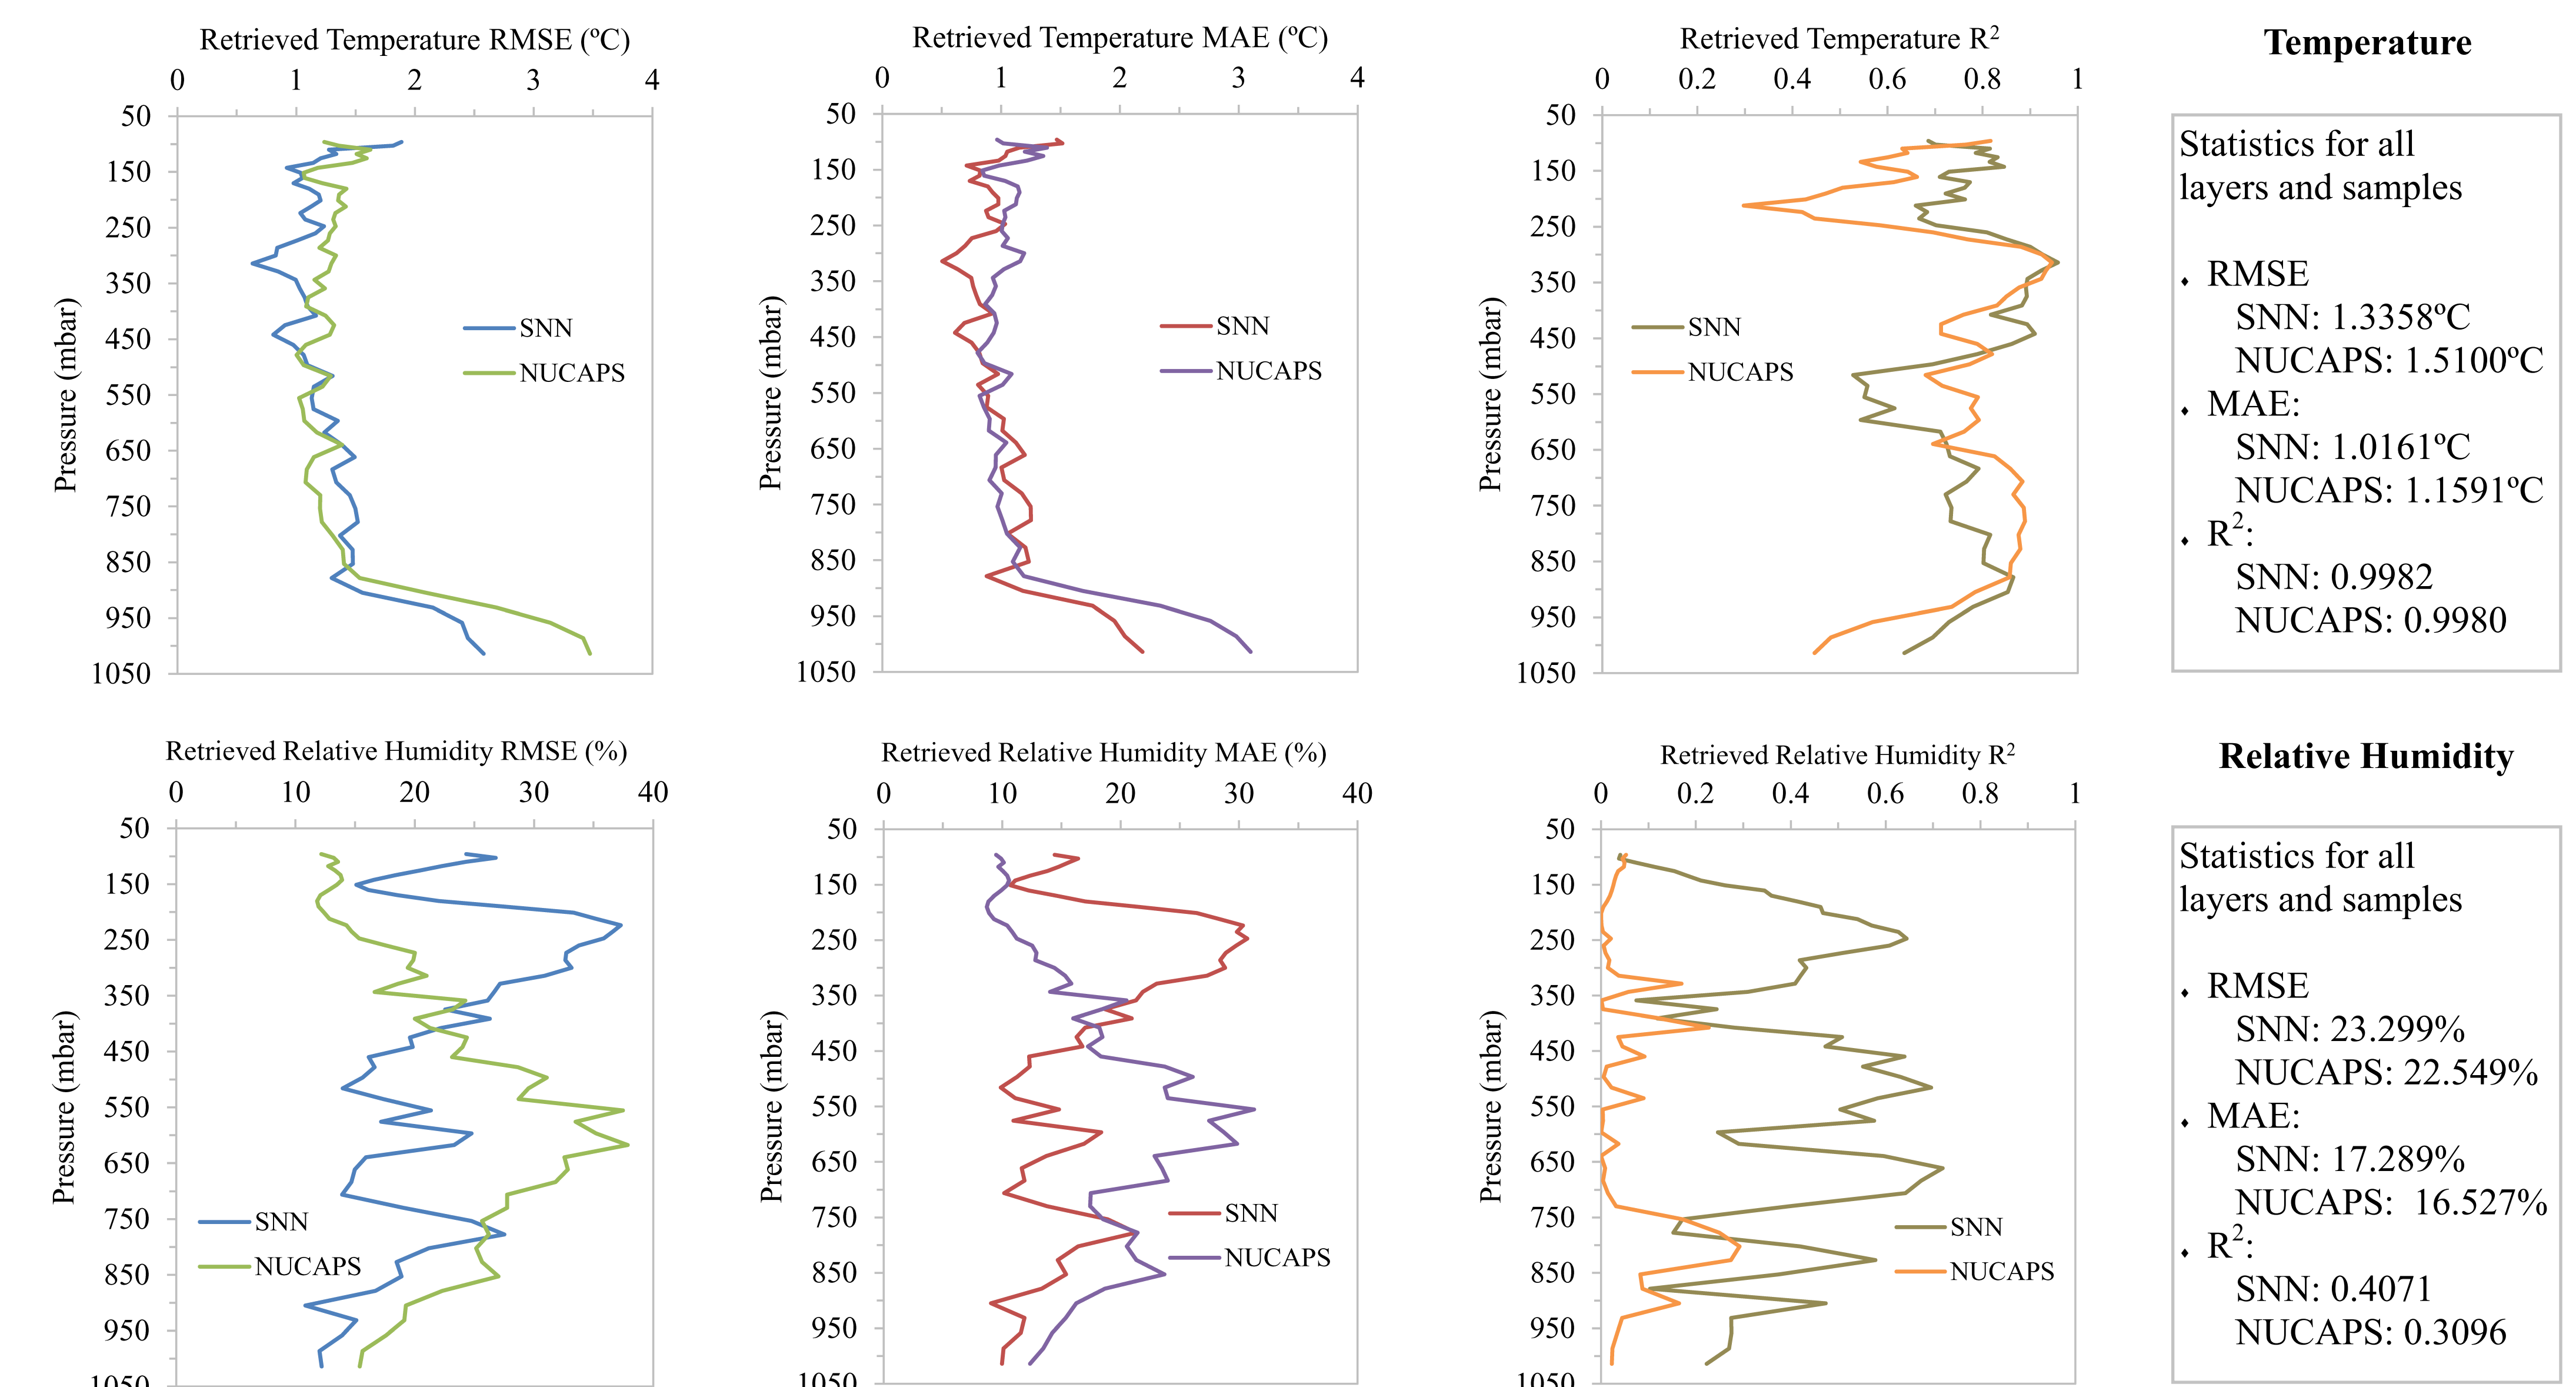 Retrieved Temperature RMSE (ºC)
0 1 2 3 4
50
150
250
350
450
550
650
750
850
950
1050
Pressure (mbar)
SNN
NUCAPS
Retrieved Temperature MAE (ºC)
0 1 2 3 4
50
150
250
350
450
550
650
750
850
950
1050
Pressure (mbar)
SNN
NUCAPS
Retrieved Temperature R²
0 0.2 0.4 0.6 0.8 1
50
150
250
350
450
550
650
750
850
950
1050
Pressure (mbar)
SNN
NUCAPS
Temperature
Statistics for all
layers and samples
⬧ RMSE
SNN: 1.3358ºC
NUCAPS: 1.5100ºC
⬧ MAE:
SNN: 1.0161ºC
NUCAPS: 1.1591ºC
⬧ R²:
SNN: 0.9982
NUCAPS: 0.9980
Retrieved Relative Humidity RMSE (%)
0 10 20 30 40
50
150
250
350
450
550
650
750
850
950
1050
Pressure (mbar)
SNN
NUCAPS
Retrieved Relative Humidity MAE (%)
0 10 20 30 40
50
150
250
350
450
550
650
750
850
950
1050
Pressure (mbar)
SNN
NUCAPS
Retrieved Relative Humidity R²
0 0.2 0.4 0.6 0.8 1
50
150
250
350
450
550
650
750
850
950
1050
Pressure (mbar)
SNN
NUCAPS
Relative Humidity
Statistics for all
layers and samples
⬧ RMSE
SNN: 23.299%
NUCAPS: 22.549%
⬧ MAE:
SNN: 17.289%
NUCAPS: 16.527%
⬧ R²:
SNN: 0.4071
NUCAPS: 0.3096